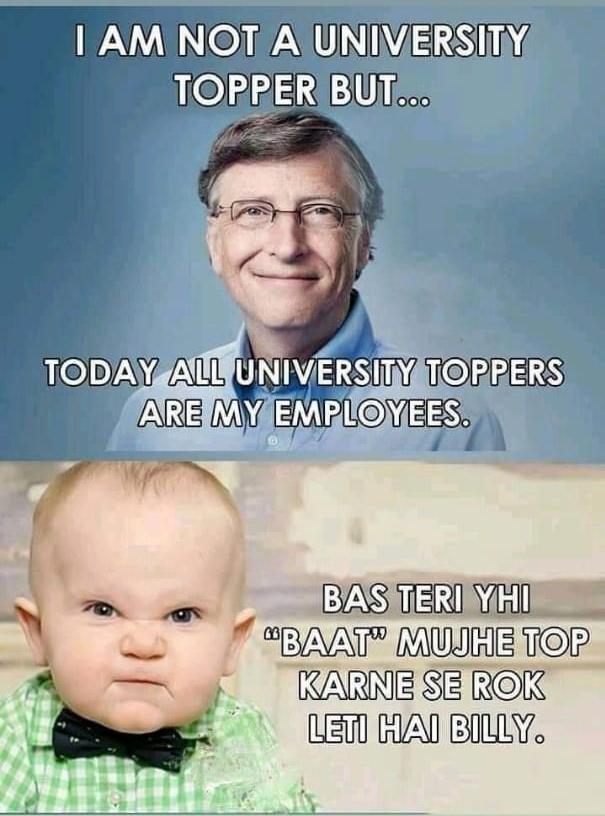 I AM NOT A UNIVERSITY
TOPPER BUT...
TODAY ALL UNIVERSITY TOPPERS
ARE MY EMPLOYEES.
BAS TERI YHI
“BAAT” MUJHE TOP
KARNE SE ROK
LETI HAI BILLY.